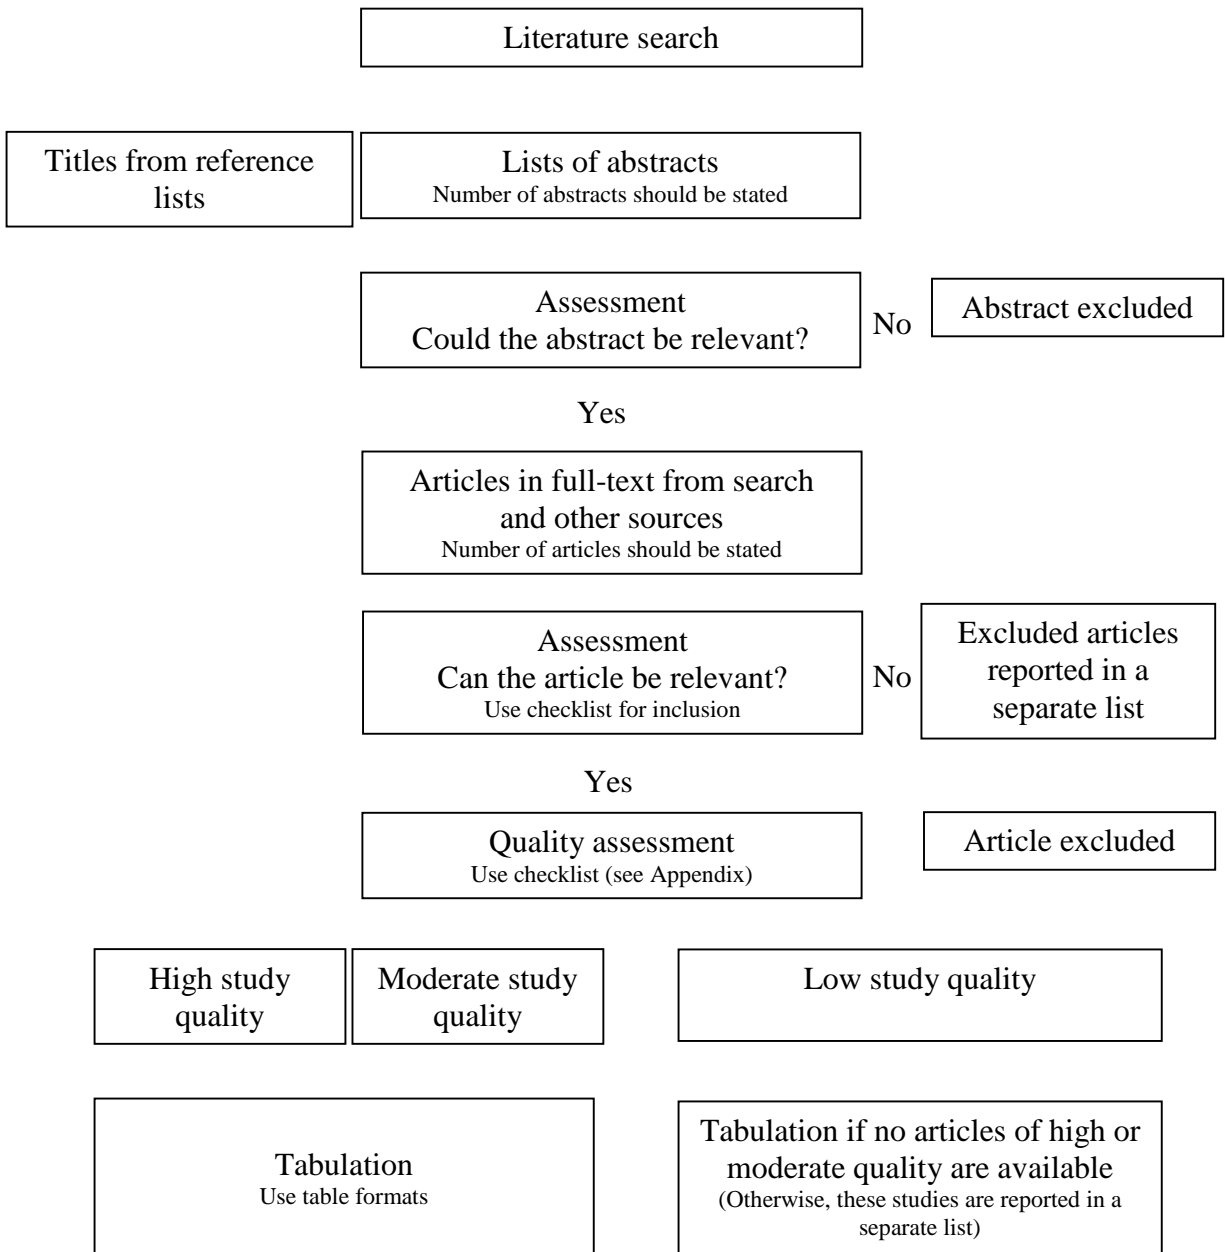 Literature search
Titles from reference
lists
Lists of abstracts
Number of abstracts should be stated
Assessment
Could the abstract be relevant?
No
Abstract excluded
Yes
Articles in full-text from search
and other sources
Number of articles should be stated
Assessment
Can the article be relevant?
Use checklist for inclusion
No
Excluded articles
reported in a
separate list
Yes
Quality assessment
Use checklist (see Appendix)
Article excluded
High study
quality
Moderate study
quality
Low study quality
Tabulation
Use table formats
Tabulation if no articles of high or
moderate quality are available
(Otherwise, these studies are reported in a
separate list)